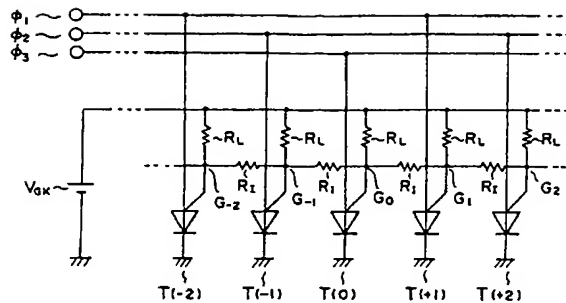 φ1
φ2
φ3
RL RL RL RL RL
RI RI RI RI
G-2 G-1 G0 G1 G2
VGK
T(-2) T(-1) T(0) T(+1) T(+2)